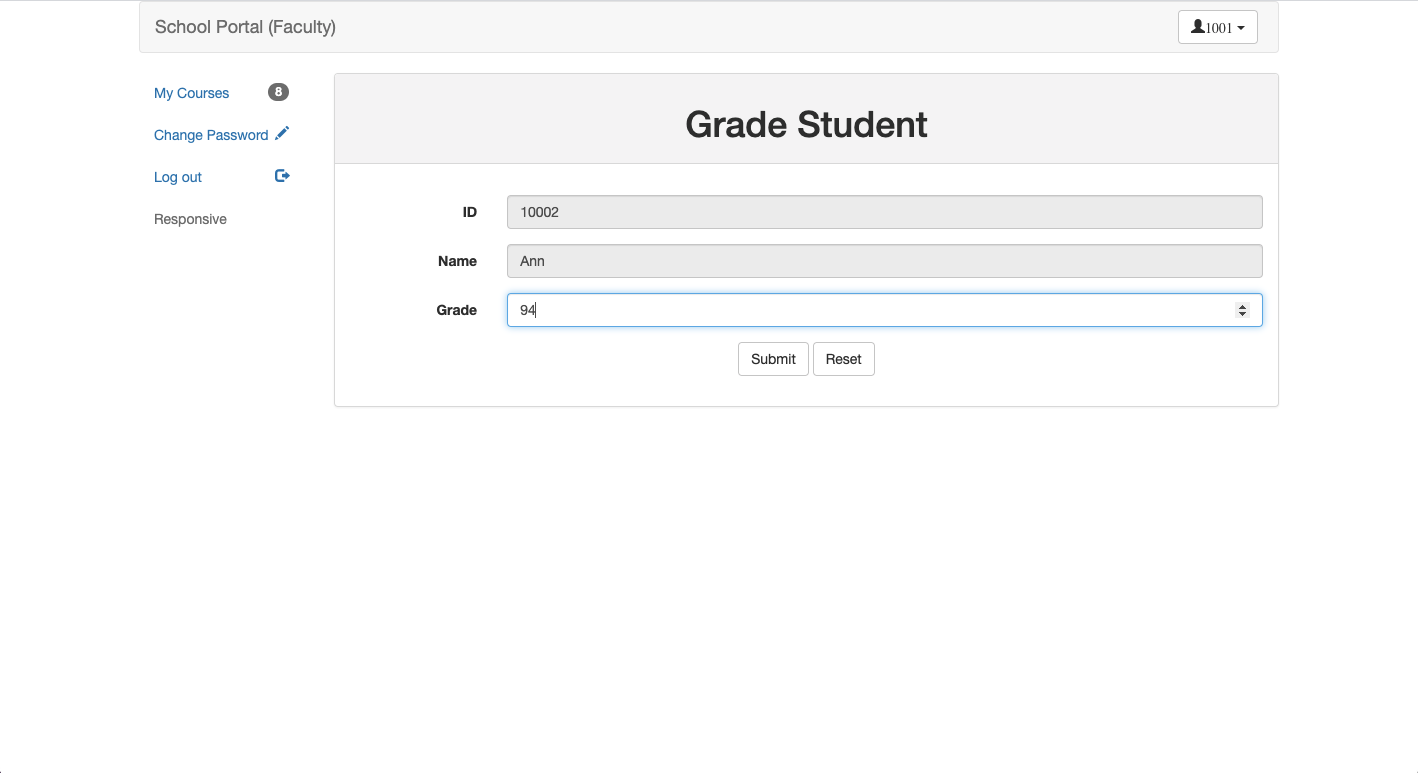 School Portal (Faculty)
1001
My Courses 8
Change Password
Log out
Responsive
Grade Student
ID 10002
Name Ann
Grade 94
Submit Reset